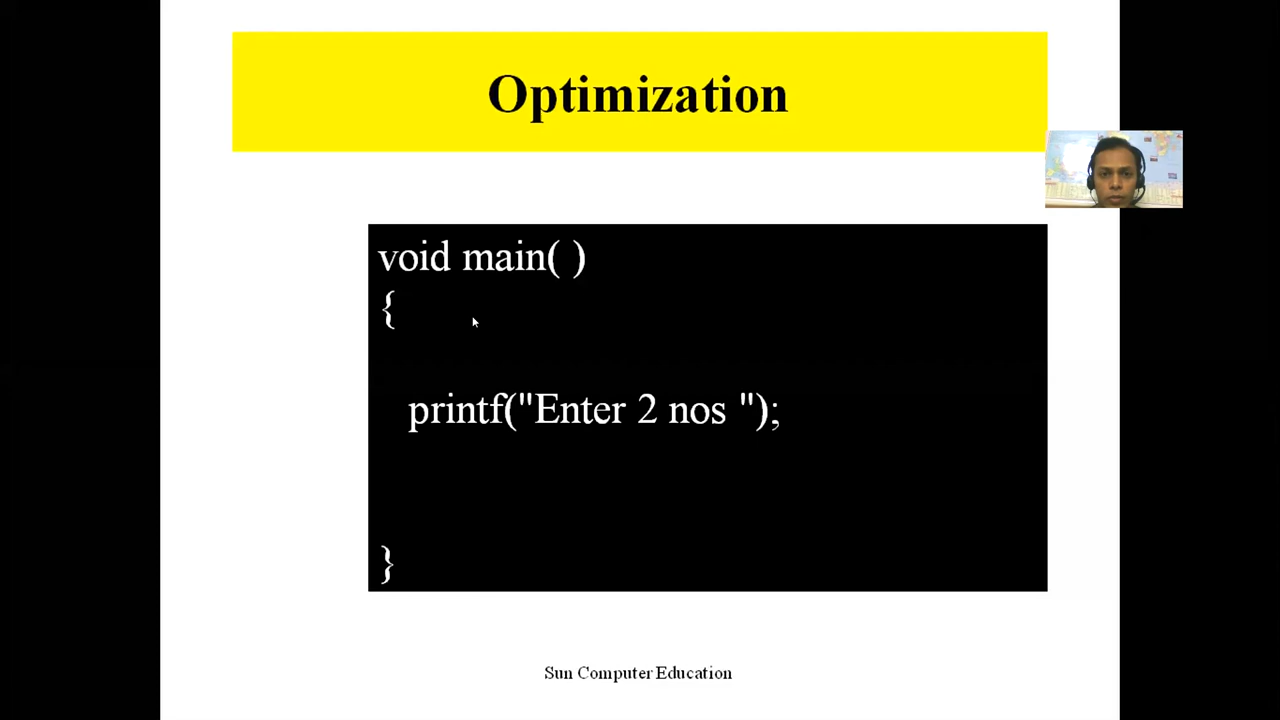 Optimization
void main( )
{
printf("Enter 2 nos ");
}
Sun Computer Education